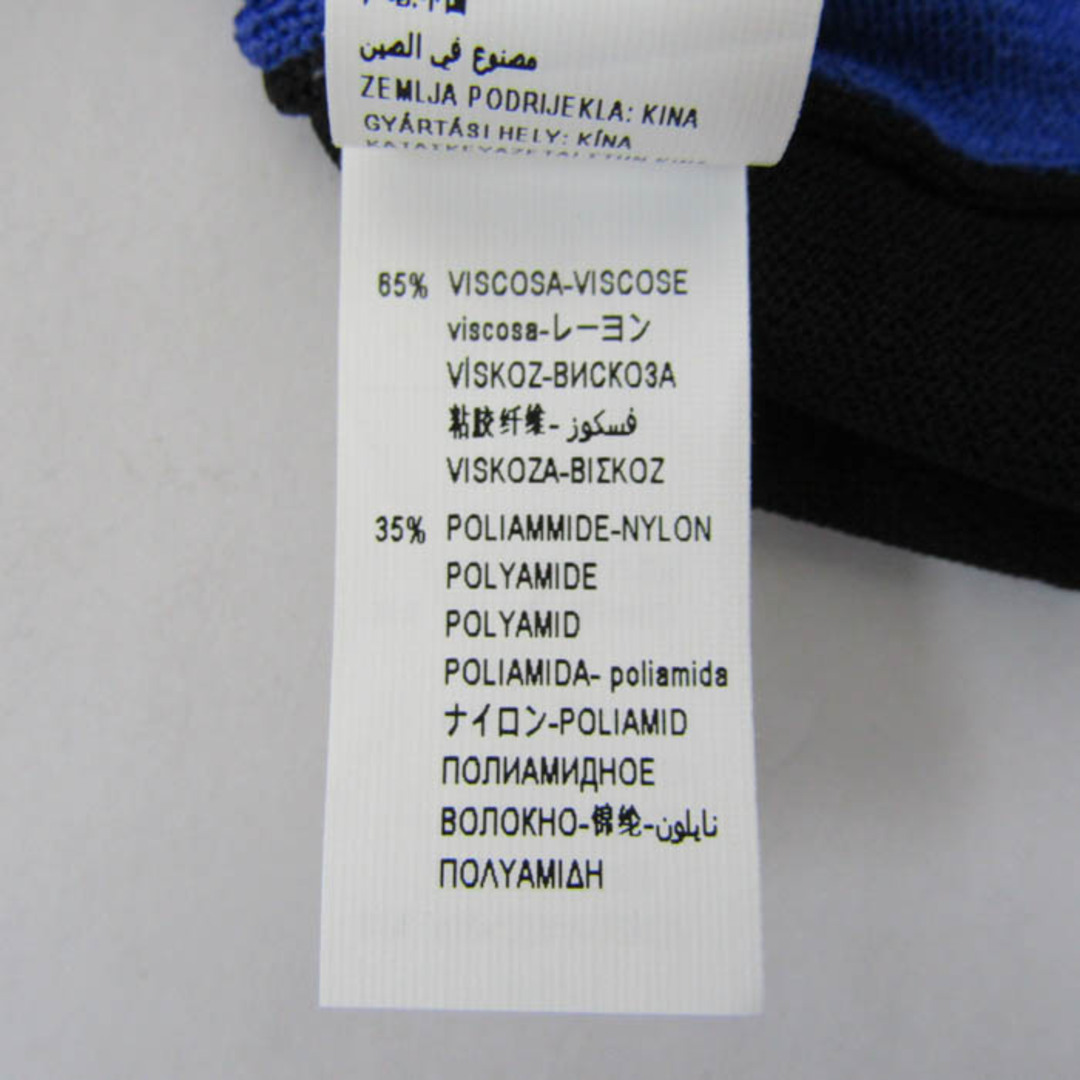 مصنوع في الصين
ZEMLJA PODRIJEKLA: KINA
GYÁRTÁSI HELY: KÍNA
65% VISCOSA-VISCOSE
viscosa-レーヨン
VİSKOZ-ВИСКОЗА
粘胶纤维-فسكوز
VISKOZA-ΒΙΣΚΟΖ
35% POLIAMMIDE-NYLON
POLYAMIDE
POLYAMID
POLIAMIDA- poliamida
ナイロン-POLIAMID
ПОЛИАМИДНОЕ
ВОЛОКНО-锦纶-نايلون
ΠΟΛΥΑΜΙΔΗ